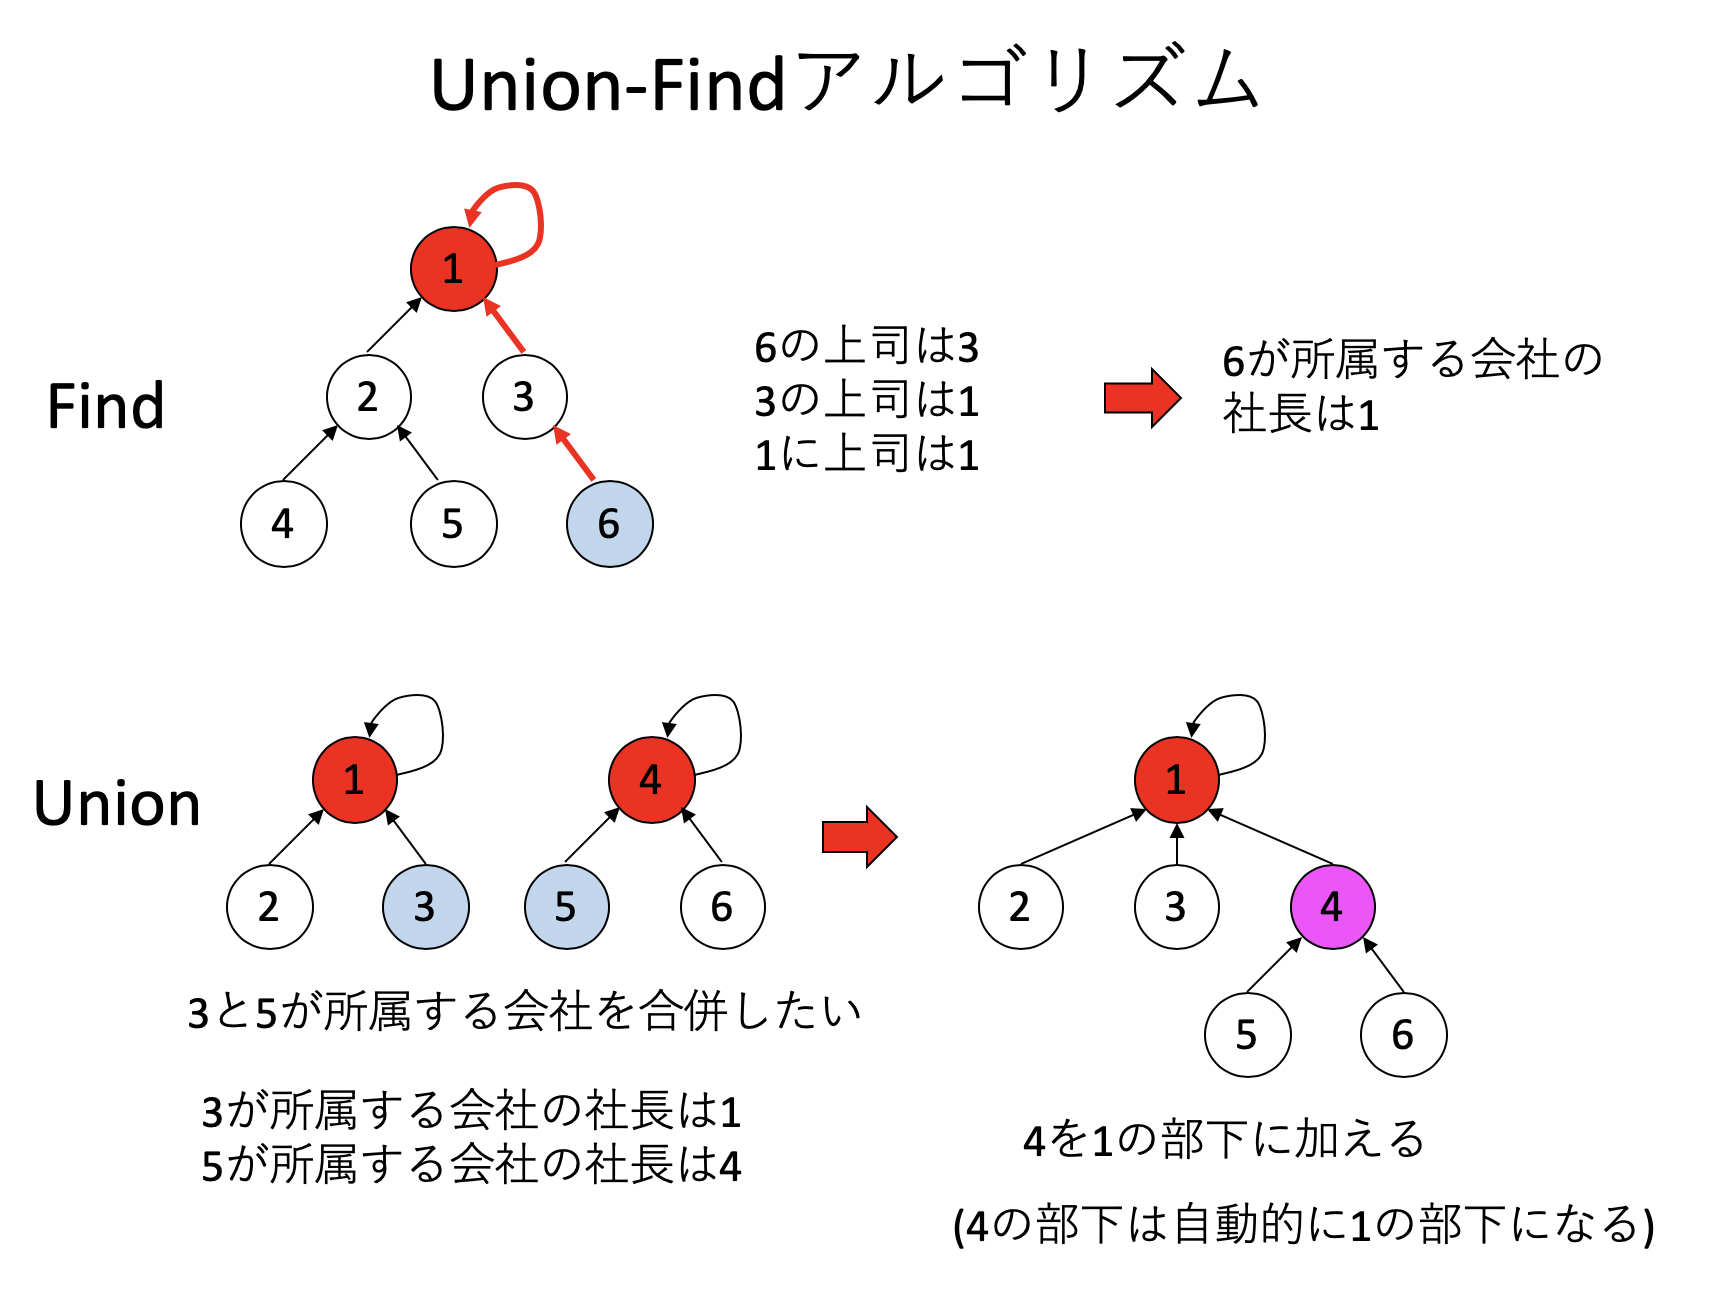 Union-Findアルゴリズム
1
2
3
4
5
6
Find
6の上司は3
3の上司は1
1に上司は1
6が所属する会社の
社長は1
Union
1
2
3
4
5
6
3と5が所属する会社を合併したい
3が所属する会社の社長は1
5が所属する会社の社長は4
1
2
3
4
5
6
4を1の部下に加える
(4の部下は自動的に1の部下になる)